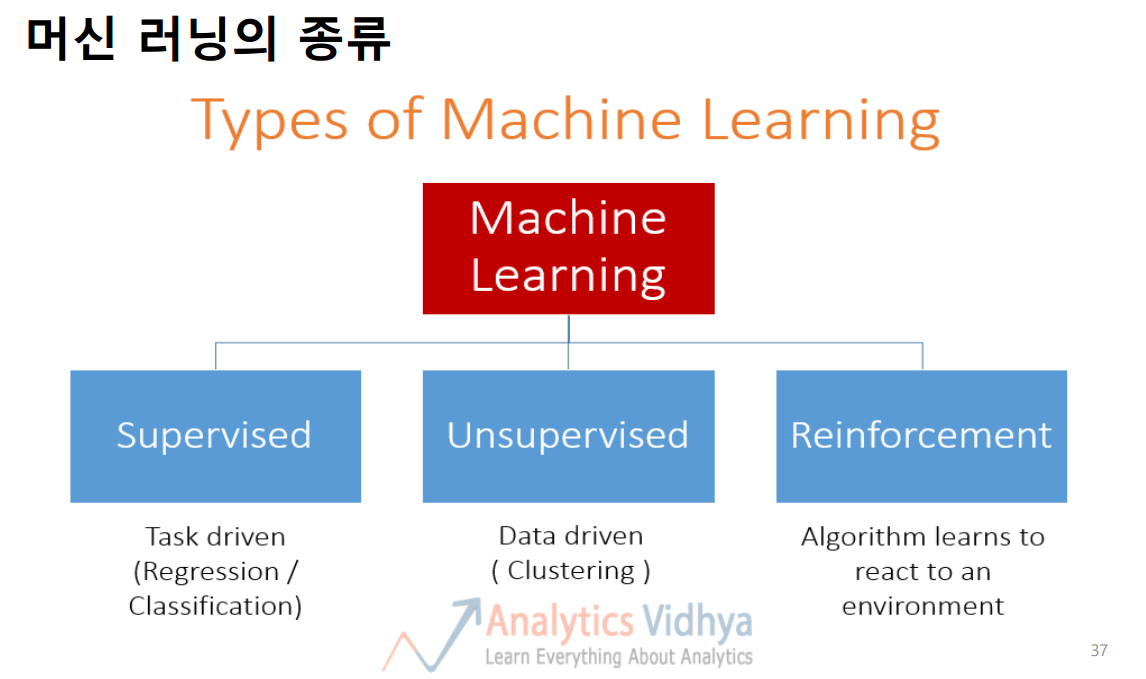 머신 러닝의 종류
Types of Machine Learning
Machine
Learning
Supervised
Unsupervised
Reinforcement
Task driven
(Regression /
Classification)
Data driven
( Clustering )
Algorithm learns to
react to an
environment
Analytics Vidhya
Learn Everything About Analytics
37